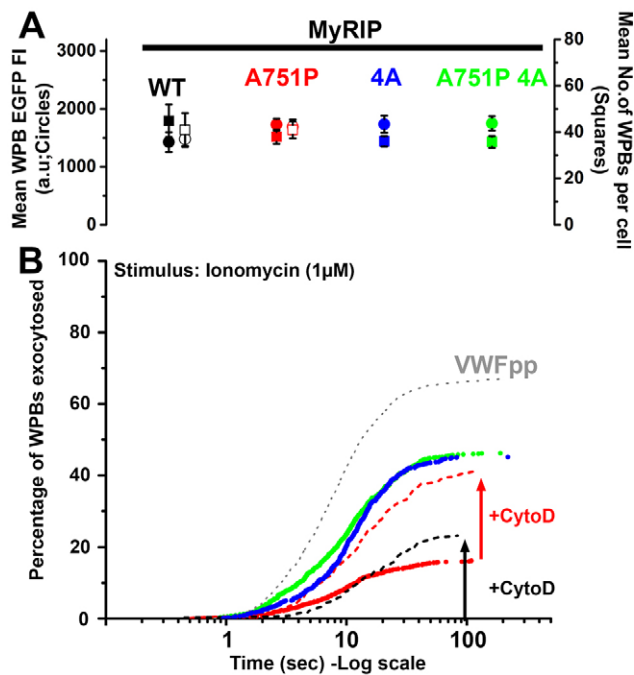 A
MyRIP
Mean WPB EGFP FI
(a.u;Circles)
3000
2000
1000
0
WT
A751P
4A
A751P 4A
80
60
40
20
0
Mean No.of WPBs per cell
(Squares)
B
Stimulus: Ionomycin (1µM)
Percentage of WPBs exocytosed
100
80
60
40
20
0
VWFpp
+CytoD
+CytoD
1
10
100
Time (sec) -Log scale